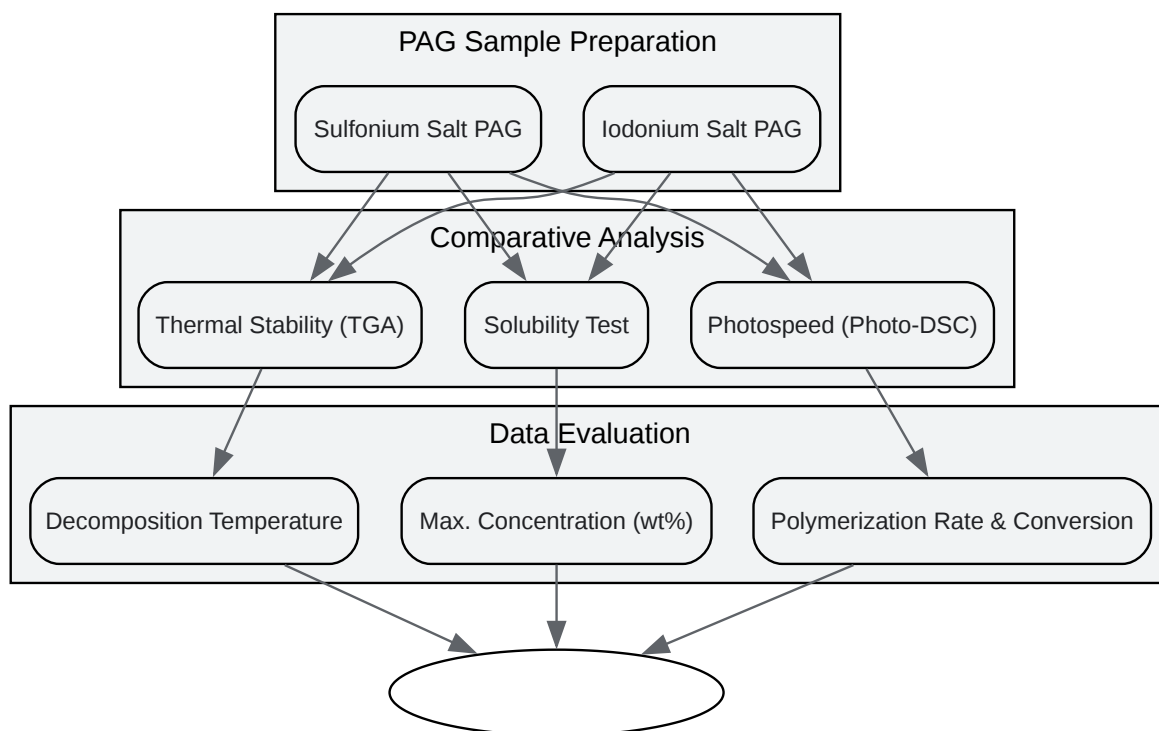 PAG Sample Preparation
Sulfonium Salt PAG
Iodonium Salt PAG
Comparative Analysis
Thermal Stability (TGA)
Solubility Test
Photospeed (Photo-DSC)
Data Evaluation
Decomposition Temperature
Max. Concentration (wt%)
Polymerization Rate & Conversion